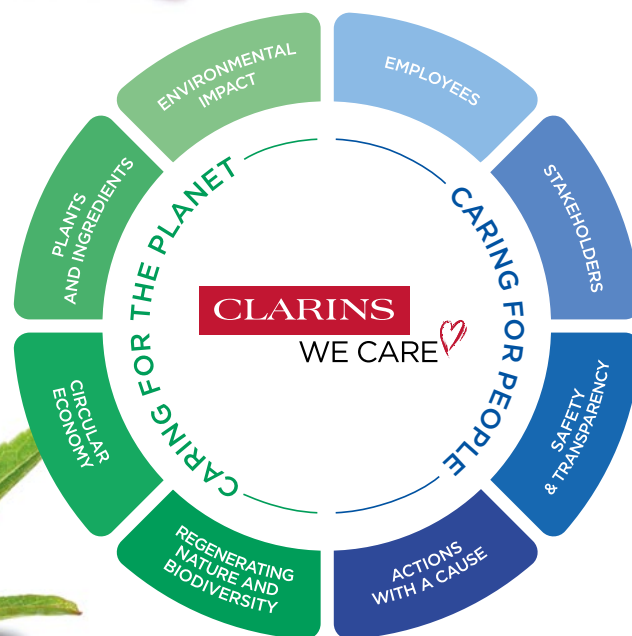 ENVIRONMENTAL
IMPACT
EMPLOYEES
PLANTS
AND INGREDIENTS
STAKEHOLDERS
CARING FOR THE PLANET
CARING FOR PEOPLE
CLARINS
WE CARE
CIRCULAR
ECONOMY
SAFETY
& TRANSPARENCY
REGENERATING
NATURE AND
BIODIVERSITY
ACTIONS
WITH A CAUSE